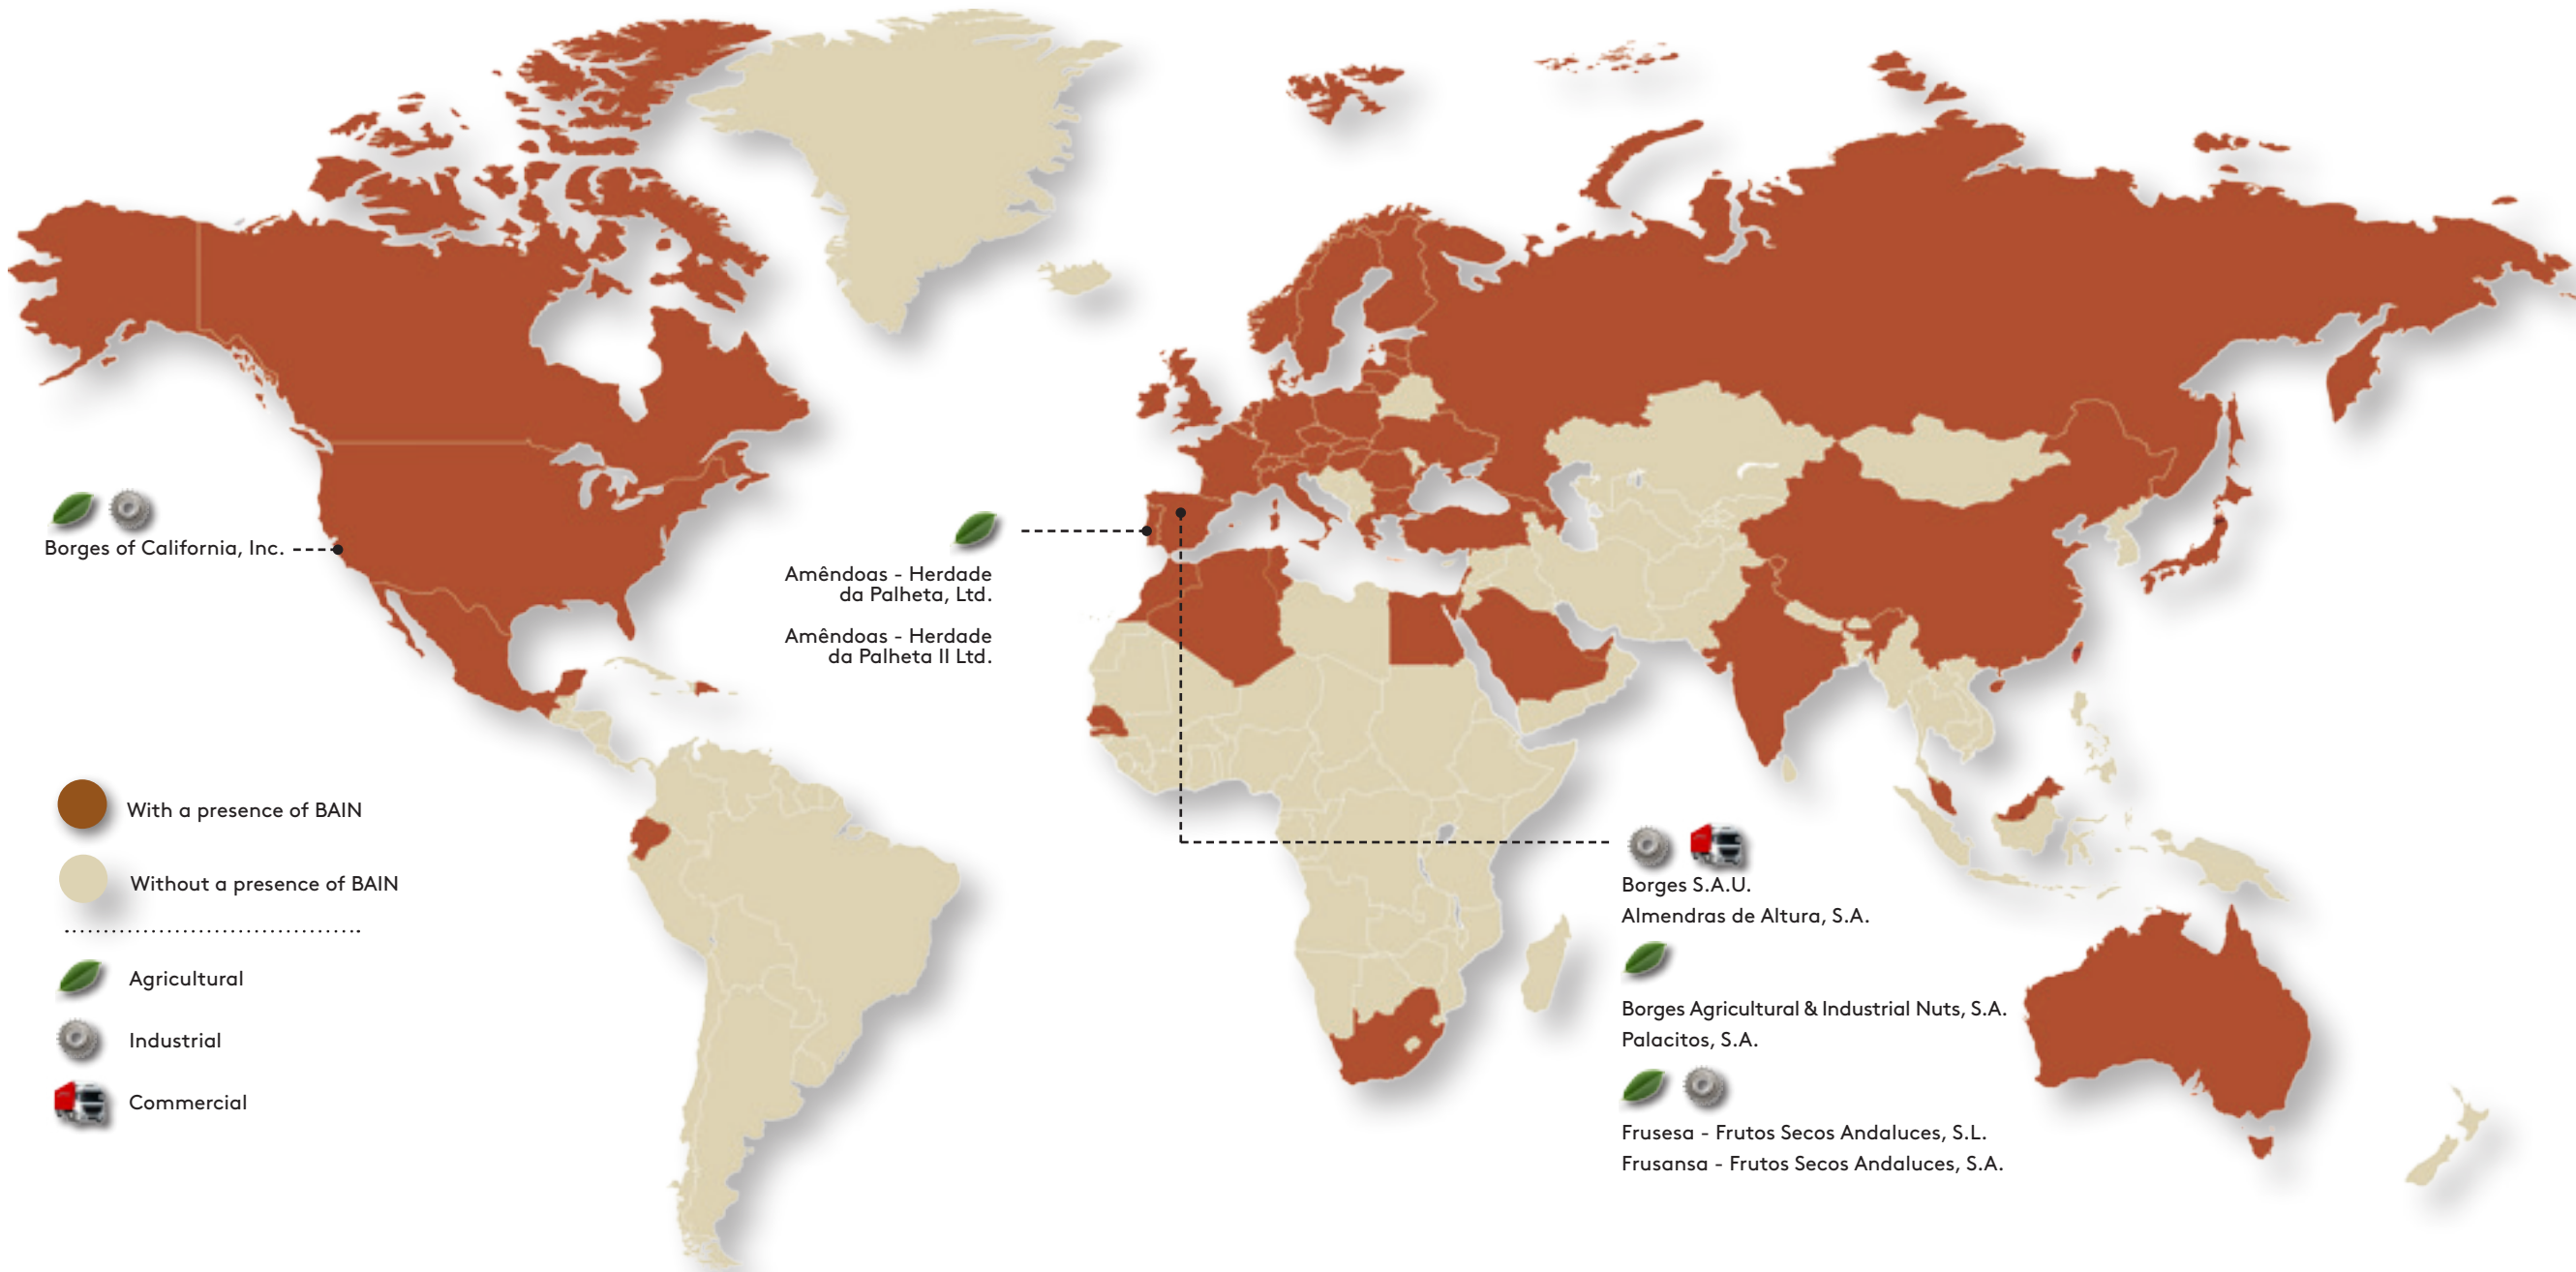 Borges of California, Inc.
Amêndoas - Herdade
da Palheta, Ltd.
Amêndoas - Herdade
da Palheta II Ltd.
With a presence of BAIN
Without a presence of BAIN
Agricultural
Industrial
Commercial
Borges S.A.U.
Almendras de Altura, S.A.
Borges Agricultural & Industrial Nuts, S.A.
Palacitos, S.A.
Frusesa - Frutos Secos Andaluces, S.L.
Frusansa - Frutos Secos Andaluces, S.A.